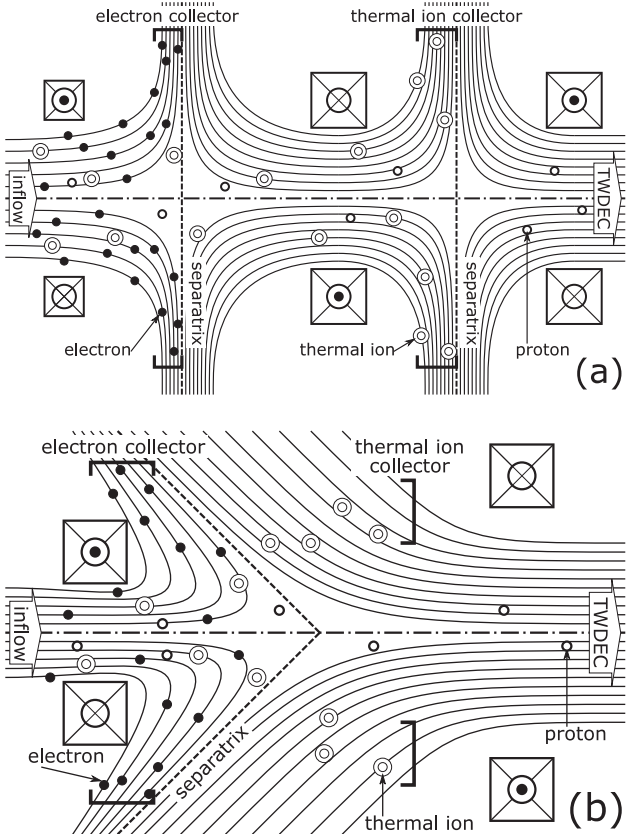 electron collector
thermal ion collector
inflow
TWDEC
separatrix
separatrix
electron
thermal ion
proton
(a)
electron collector
thermal ion
collector
inflow
TWDEC
proton
electron
separatrix
thermal ion
(b)